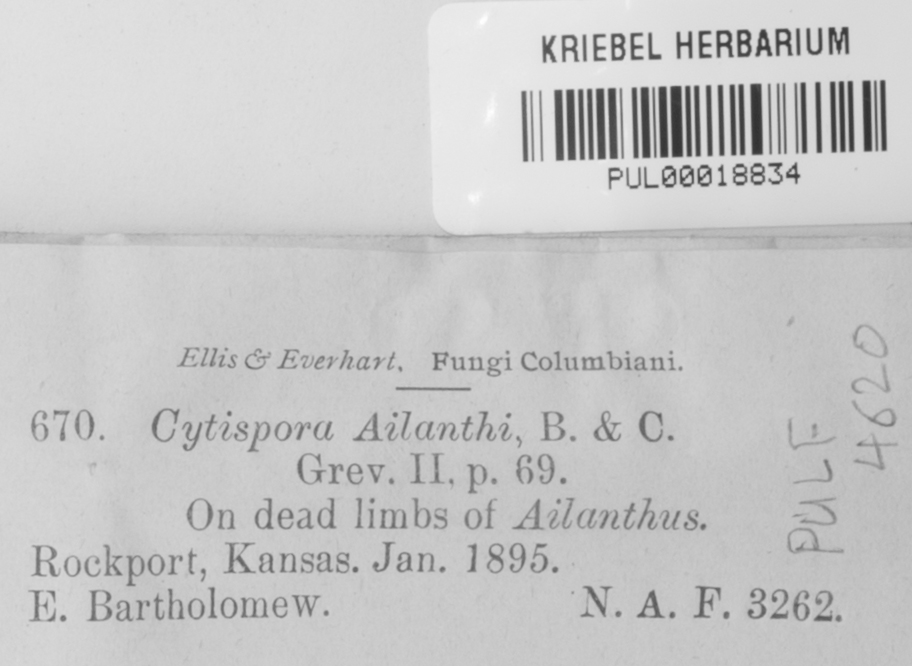 KRIEBEL HERBARIUM
PUL00018834
Ellis & Everhart, Fungi Columbiani.
670. Cytispora Ailanthi, B. & C.
Grev. II, p. 69.
On dead limbs of Ailanthus.
Rockport, Kansas. Jan. 1895.
E. Bartholomew. N. A. F. 3262.
PULF
4620